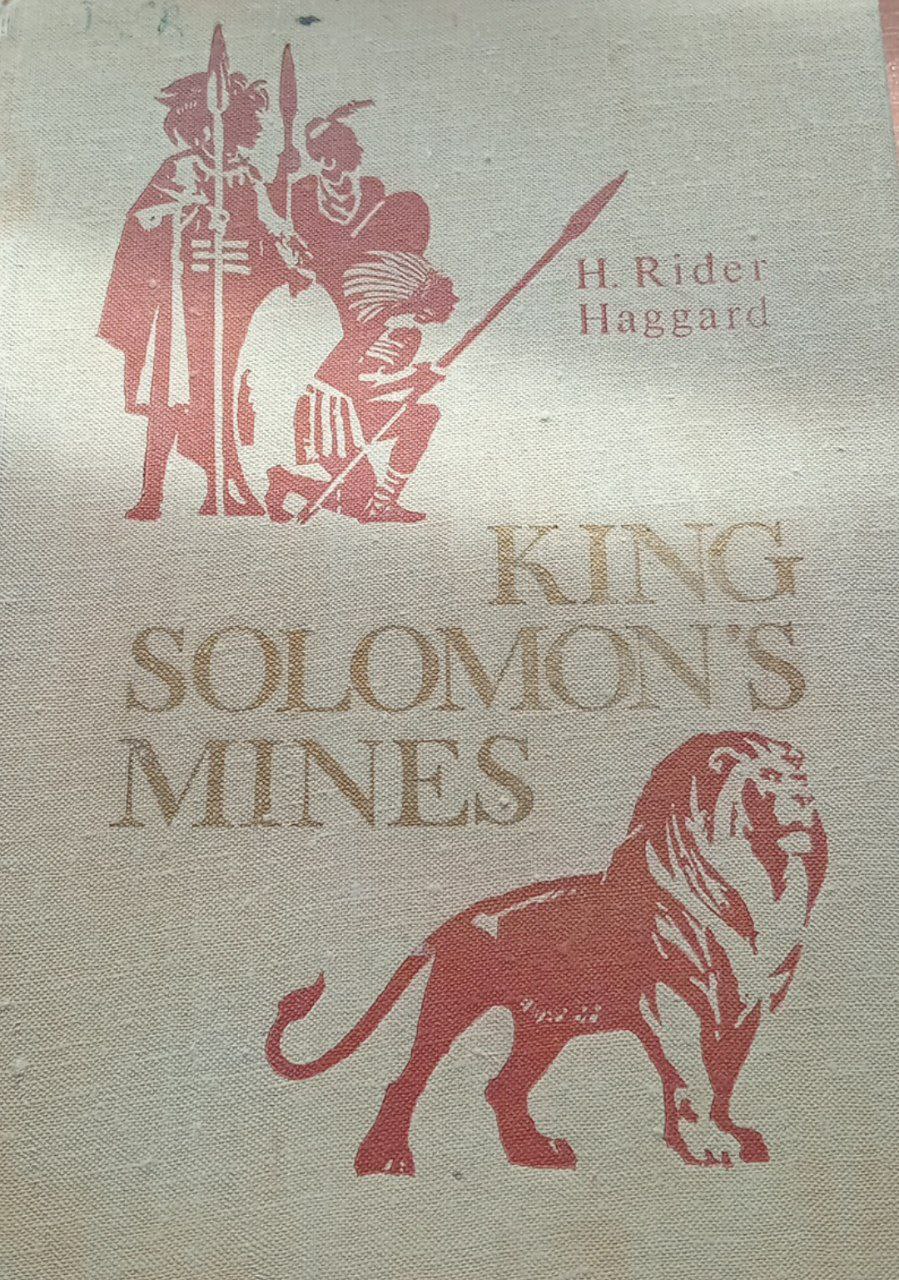 H. Rider
Haggard
KING
SOLOMON'S
MINES